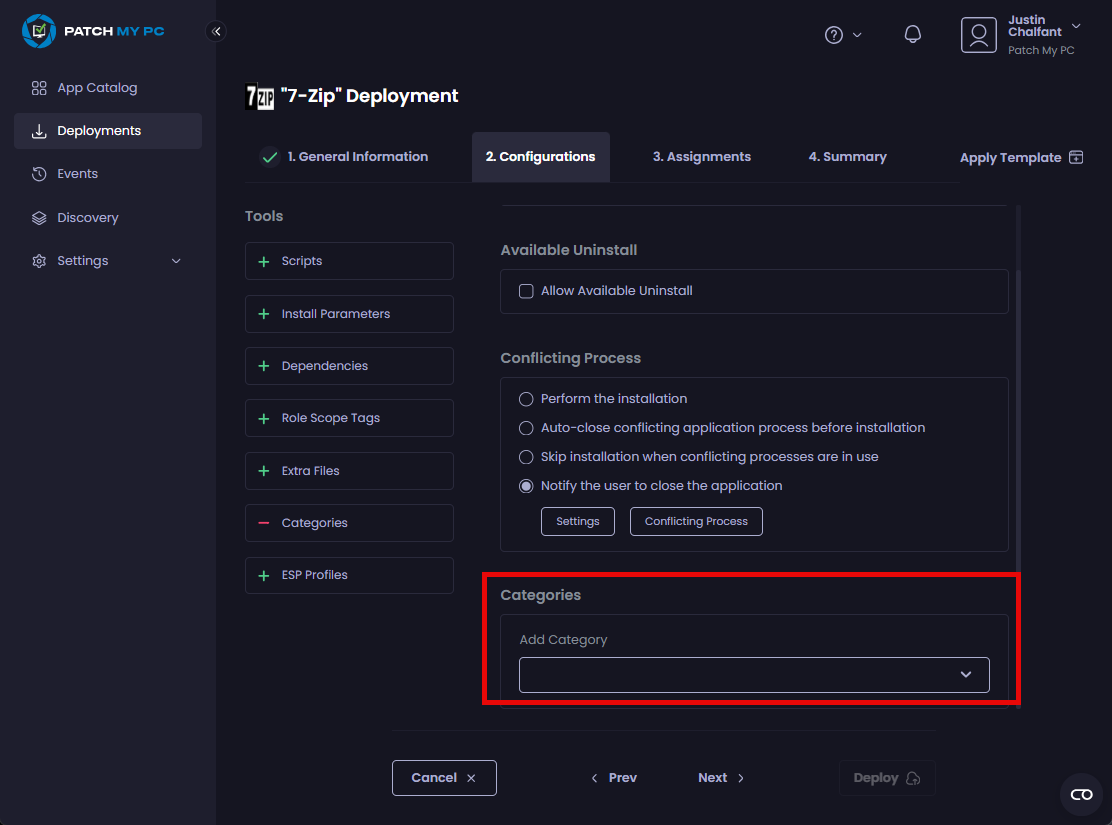 PATCH MY PC
App Catalog
Deployments
Events
Discovery
Settings
Justin
Chalfant
Patch My PC
7ZIP "7-Zip" Deployment
1. General Information
2. Configurations
3. Assignments
4. Summary
Apply Template
Tools
Scripts
Install Parameters
Dependencies
Role Scope Tags
Extra Files
Categories
ESP Profiles
Available Uninstall
Allow Available Uninstall
Conflicting Process
Perform the installation
Auto-close conflicting application process before installation
Skip installation when conflicting processes are in use
Notify the user to close the application
Settings
Conflicting Process
Categories
Add Category
Cancel
Prev
Next
Deploy